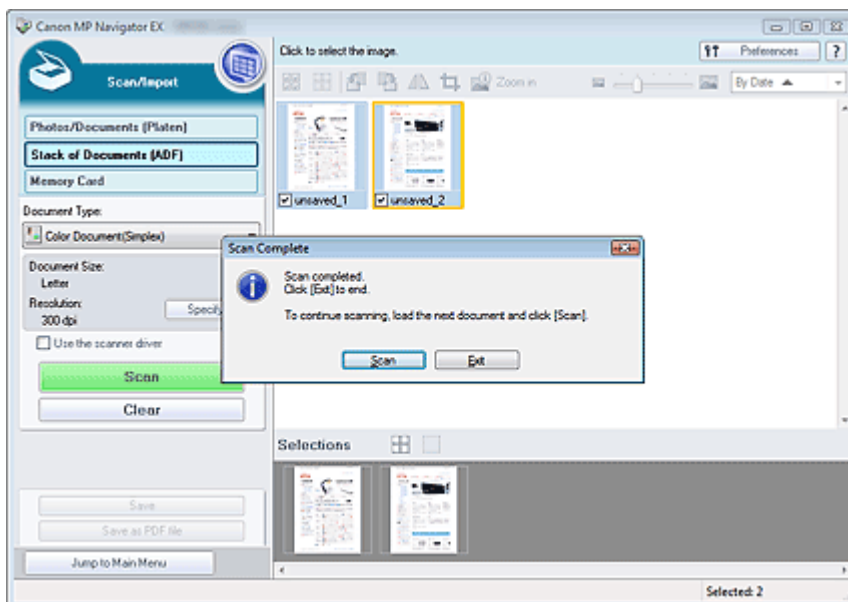 Canon MP Navigator EX
Scan/Import
Click to select the image.
Preferences
?
Zoom in
By Date
Photos/Documents (Platen)
Stack of Documents (ADF)
Memory Card
Document Type:
Color Document(Simplex)
Document Size:
Letter
Resolution:
300 dpi
Use the scanner driver
Scan
Clear
unsaved_1
unsaved_2
Scan Complete
Scan completed.
Click [Exit] to end.
To continue scanning, load the next document and click [Scan].
Scan
Exit
Selections
Save
Save as PDF file
Jump to Main Menu
Selected: 2